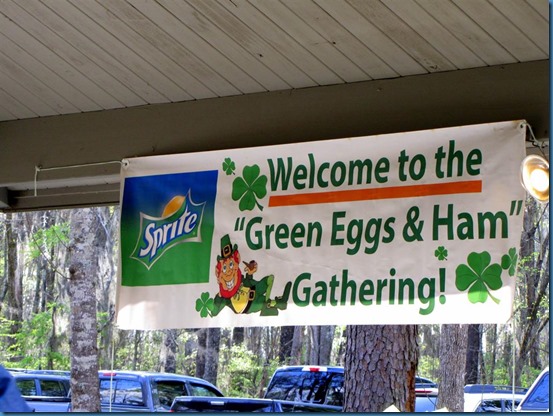 Sprite
Welcome to the
"Green Eggs & Ham"
Gathering!